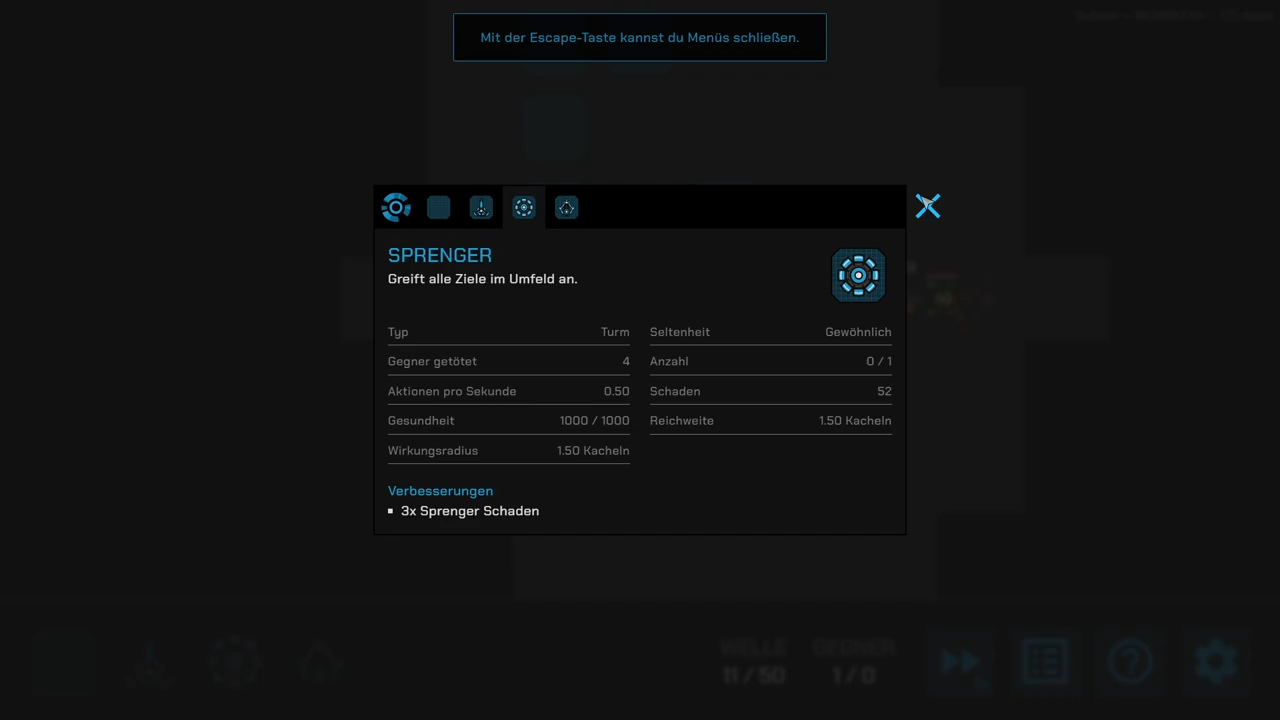 Mit der Escape-Taste kannst du Menüs schließen.
SPRENGER
Greift alle Ziele im Umfeld an.
Typ Turm
Seltenheit Gewöhnlich
Gegner getötet 4
Anzahl 0 / 1
Aktionen pro Sekunde 0.50
Schaden 52
Gesundheit 1000 / 1000
Reichweite 1.50 Kacheln
Wirkungsradius 1.50 Kacheln
Verbesserungen
▪ 3x Sprenger Schaden
WELLE GEGNER
11 / 50 1 / 0